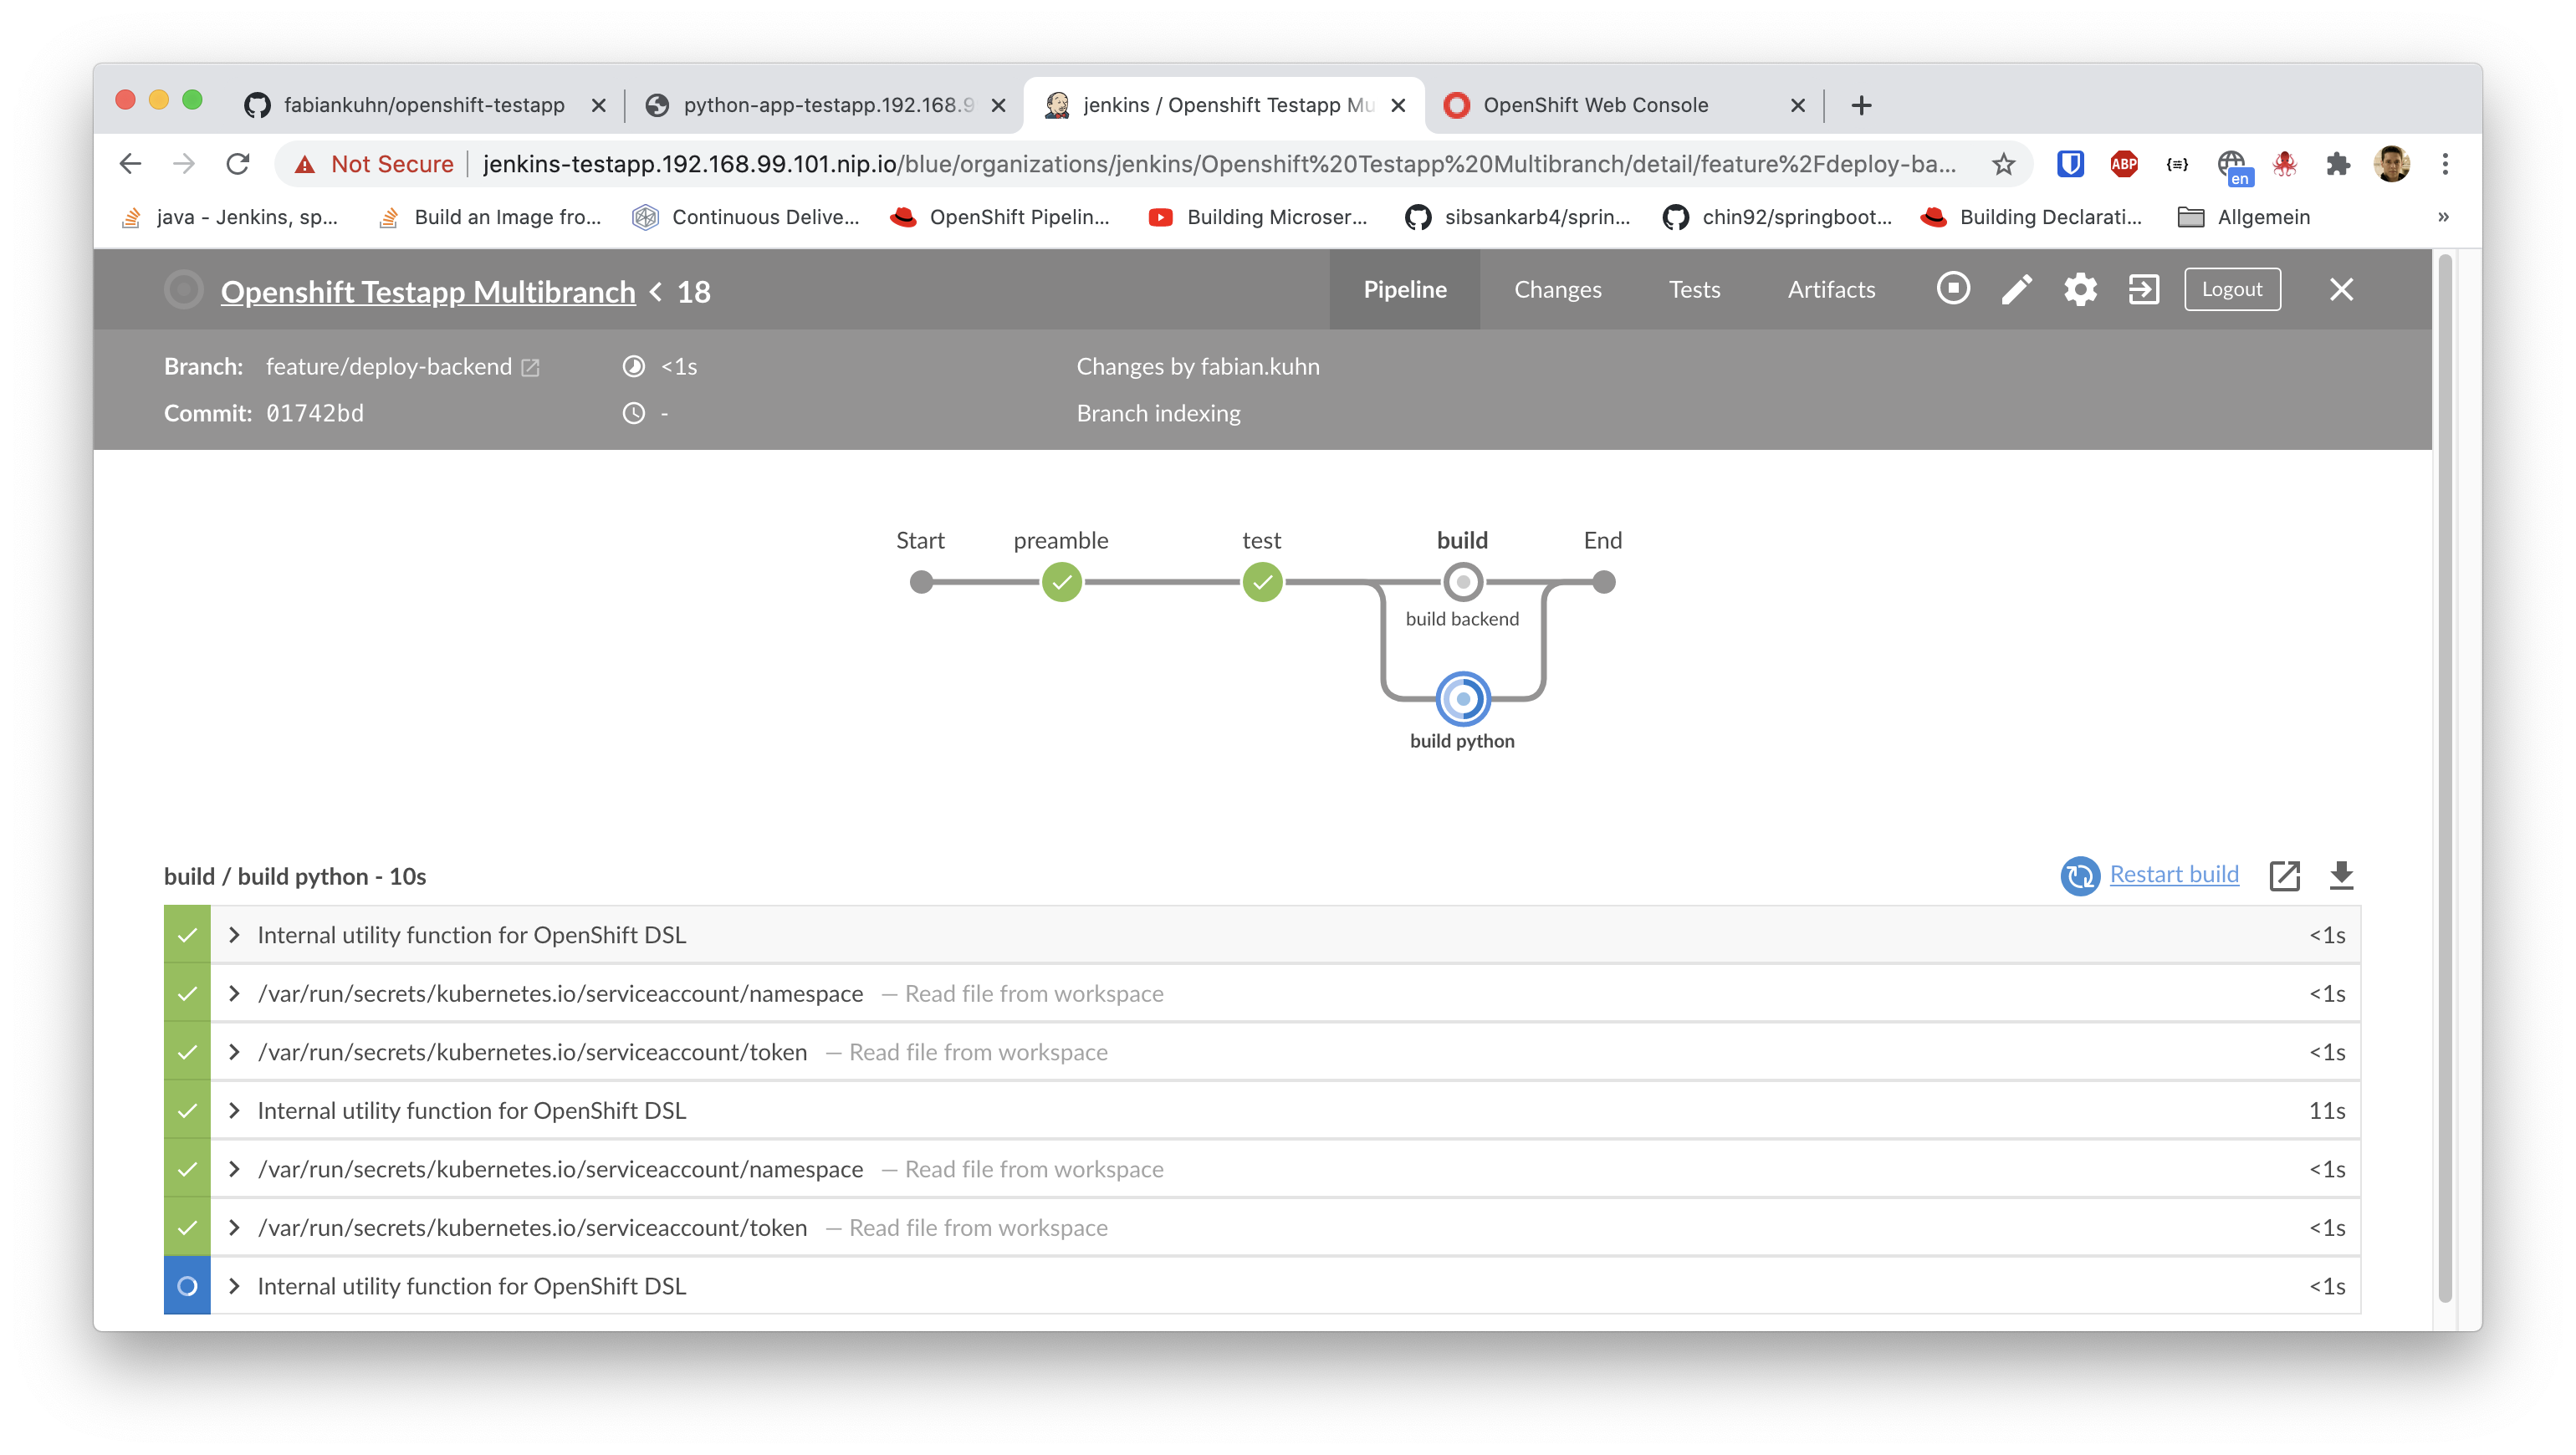 fabiankuhn/openshift-testapp
python-app-testapp.192.168.9
jenkins / Openshift Testapp Mu
OpenShift Web Console
Not Secure
jenkins-testapp.192.168.99.101.nip.io/blue/organizations/jenkins/Openshift%20Testapp%20Multibranch/detail/feature%2Fdeploy-ba...
ABP
en
java - Jenkins, sp...
Build an Image fro...
Continuous Delive...
OpenShift Pipelin...
Building Microser...
sibsankarb4/sprin...
chin92/springboot...
Building Declarati...
Allgemein
»
Openshift Testapp Multibranch < 18
Pipeline
Changes
Tests
Artifacts
Logout
Branch: feature/deploy-backend
<1s
Changes by fabian.kuhn
Commit: 01742bd
-
Branch indexing
Start
preamble
test
build
End
build backend
build python
build / build python - 10s
Restart build
Internal utility function for OpenShift DSL <1s
/var/run/secrets/kubernetes.io/serviceaccount/namespace — Read file from workspace <1s
/var/run/secrets/kubernetes.io/serviceaccount/token — Read file from workspace <1s
Internal utility function for OpenShift DSL 11s
/var/run/secrets/kubernetes.io/serviceaccount/namespace — Read file from workspace <1s
/var/run/secrets/kubernetes.io/serviceaccount/token — Read file from workspace <1s
Internal utility function for OpenShift DSL <1s